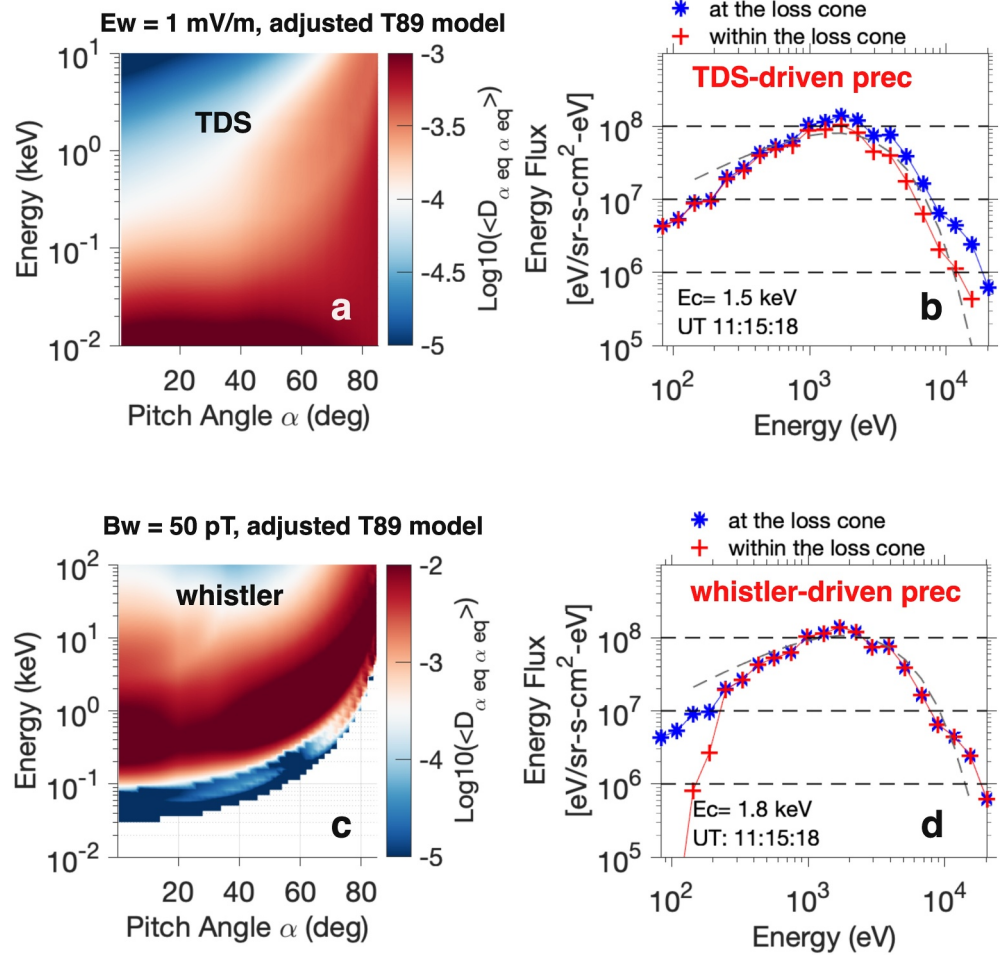 Ew = 1 mV/m, adjusted T89 model
10^1
10^0
10^-1
10^-2
Energy (keV)
TDS
a
20 40 60 80
Pitch Angle α (deg)
-3
-3.5
-4
-4.5
-5
Log10(<D_α eq α eq>)
at the loss cone
within the loss cone
TDS-driven prec
10^8
10^7
10^6
10^5
Energy Flux
[eV/sr-s-cm^2-eV]
Ec= 1.5 keV
UT 11:15:18
b
10^2 10^3 10^4
Energy (eV)
Bw = 50 pT, adjusted T89 model
10^2
10^1
10^0
10^-1
10^-2
Energy (keV)
whistler
c
20 40 60 80
Pitch Angle α (deg)
-2
-3
-4
-5
Log10(<D_α eq α eq>)
at the loss cone
within the loss cone
whistler-driven prec
10^8
10^7
10^6
10^5
Energy Flux
[eV/sr-s-cm^2-eV]
Ec= 1.8 keV
UT: 11:15:18
d
10^2 10^3 10^4
Energy (eV)